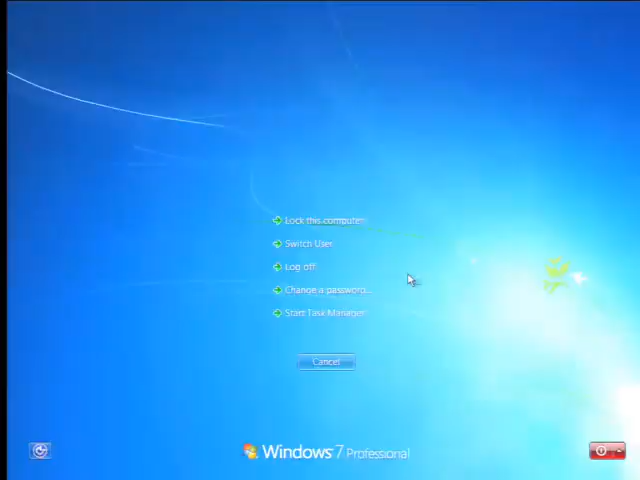 Lock this computer
Switch User
Log off
Change a password...
Start Task Manager
Cancel
Windows 7 Professional